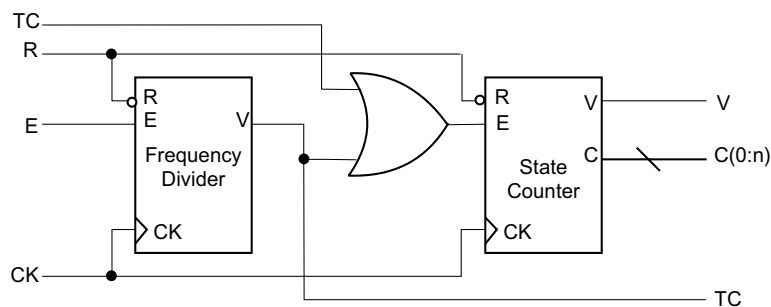 TC
R
R
R
E
E
V
E
V
V
Frequency
Divider
State
Counter
C
C(0:n)
CK
CK
CK
TC